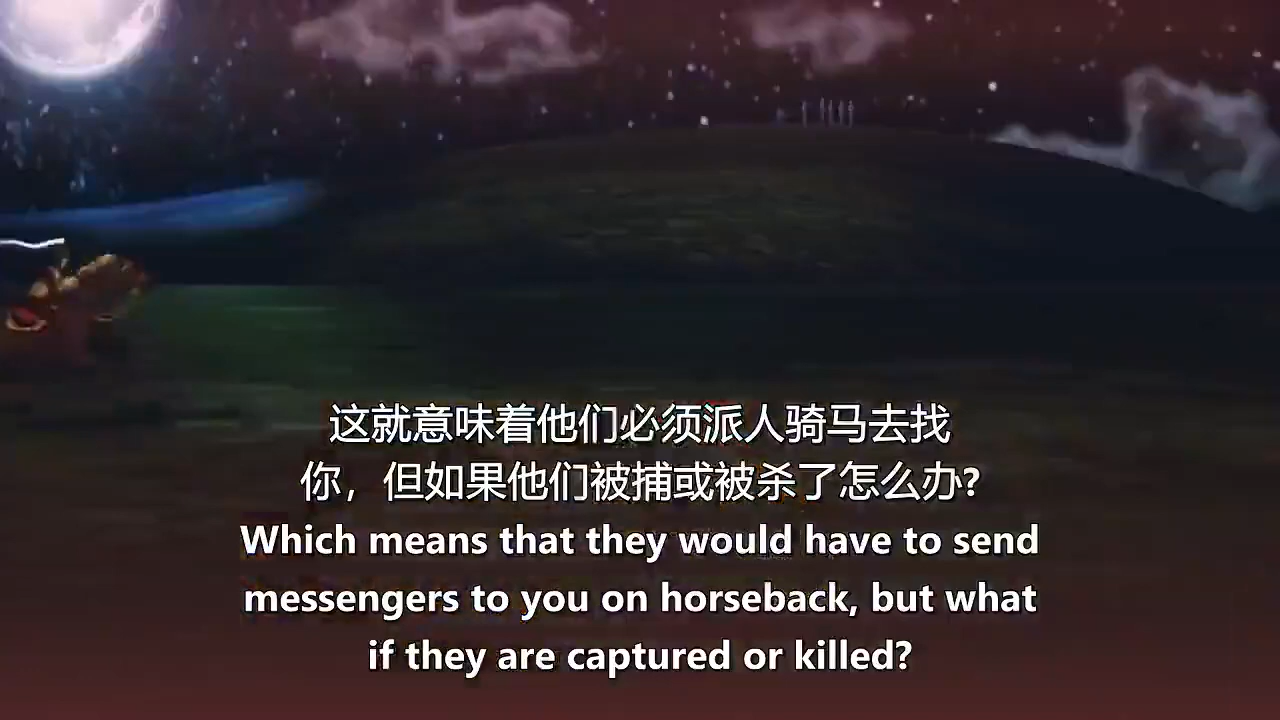 这就意味着他们必须派人骑马去找
你，但如果他们被捕或被杀了怎么办?
Which means that they would have to send
messengers to you on horseback, but what
if they are captured or killed?